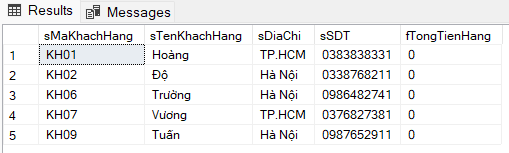 Results Messages
sMaKhachHang sTenKhachHang sDiaChi sSDT fTongTienHang
1 KH01 Hoàng TP.HCM 0383838331 0
2 KH02 Độ Hà Nội 0338768211 0
3 KH06 Trường Hà Nội 0986482741 0
4 KH07 Vương TP.HCM 0376827381 0
5 KH09 Tuấn Hà Nội 0987652911 0